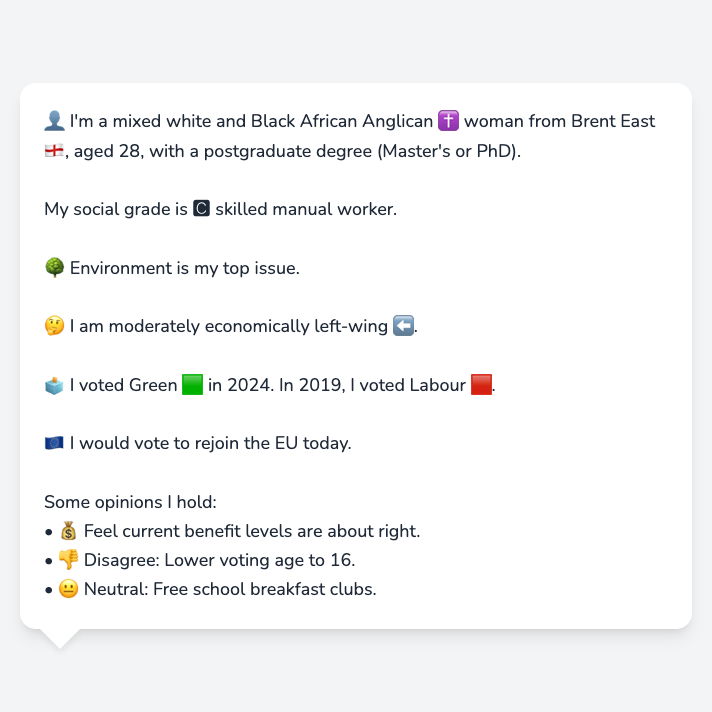 👤 I'm a mixed white and Black African Anglican ✝️ woman from Brent East
🏴󠁧󠁢󠁥󠁮󠁧󠁿, aged 28, with a postgraduate degree (Master's or PhD).
My social grade is 🅲 skilled manual worker.
🌳 Environment is my top issue.
🤔 I am moderately economically left-wing ⬅️.
🗳️ I voted Green 🟩 in 2024. In 2019, I voted Labour 🟥.
🇪🇺 I would vote to rejoin the EU today.
Some opinions I hold:
• 💰 Feel current benefit levels are about right.
• 👎 Disagree: Lower voting age to 16.
• 😐 Neutral: Free school breakfast clubs.